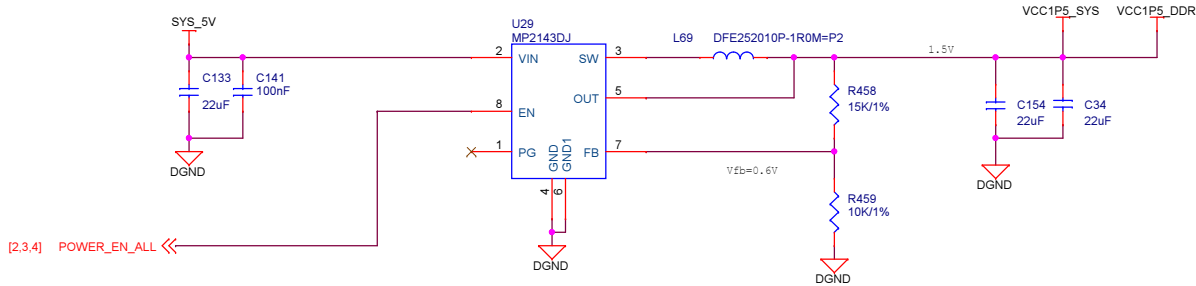 SYS_5V
C133
22uF
C141
100nF
DGND
[2,3,4] POWER_EN_ALL
U29
MP2143DJ
2
VIN
8
EN
1
PG
SW
3
OUT
5
FB
7
GND
GND1
4
6
DGND
L69 DFE252010P-1R0M=P2
1.5V
R458
15K/1%
Vfb=0.6V
R459
10K/1%
DGND
VCC1P5_SYS VCC1P5_DDR
C154
22uF
C34
22uF
DGND